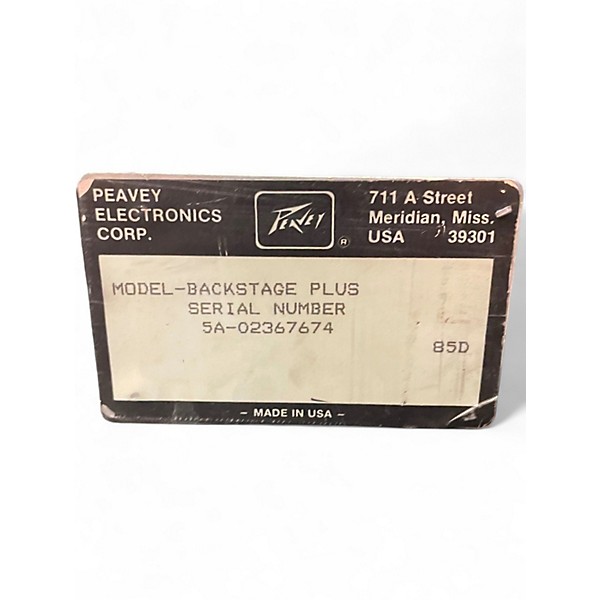 PEAVEY
ELECTRONICS
CORP.
PEAVEY
®
711 A Street
Meridian, Miss.
USA 39301
MODEL-BACKSTAGE PLUS
SERIAL NUMBER
5A-02367674
85D
- MADE IN USA -